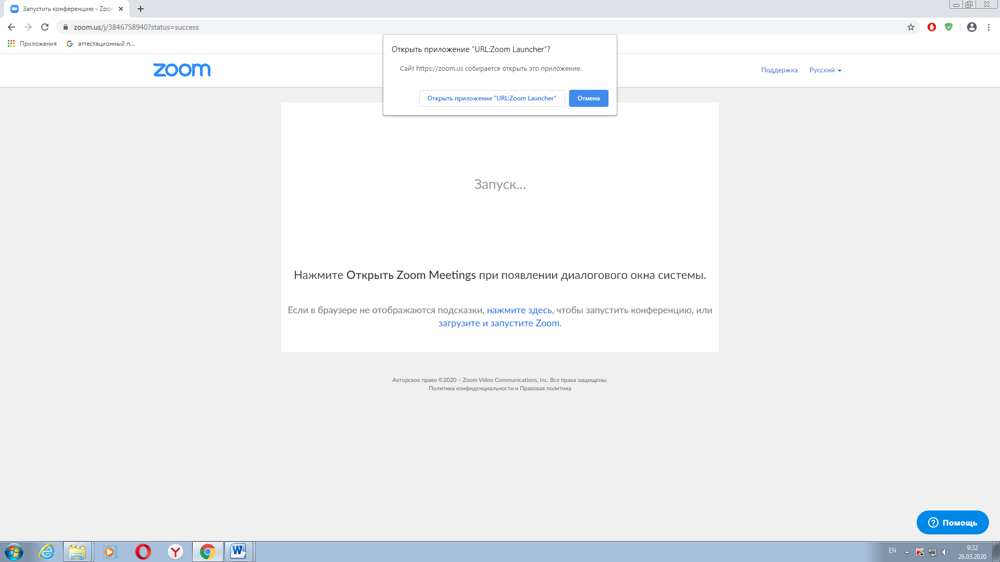 Запустить конференцию - Zoom
zoom.us/j/3846758940?status=success
Приложения
аттестационный п...
Открыть приложение "URL:Zoom Launcher"?
Сайт https://zoom.us собирается открыть это приложение.
Открыть приложение "URL:Zoom Launcher"
Отмена
zoom
Поддержка
Русский
Запуск...
Нажмите Открыть Zoom Meetings при появлении диалогового окна системы.
Если в браузере не отображаются подсказки, нажмите здесь, чтобы запустить конференцию, или
загрузите и запустите Zoom.
Авторское право ©2020 – Zoom Video Communications, Inc. Все права защищены.
Политика конфиденциальности и Правовая политика
Помощь
EN
9:32
26.03.2020